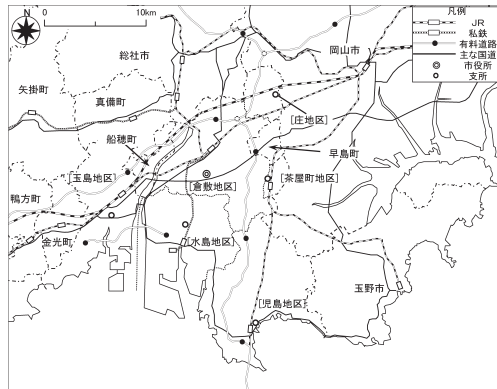 0 10km
凡例
JR
私鉄
有料道路
主な国道
市役所
支所
岡山市
総社市
矢掛町
真備町
[庄地区]
船穂町
早島町
[玉島地区]
[倉敷地区]
[茶屋町地区]
鴨方町
金光町
[水島地区]
玉野市
[児島地区]